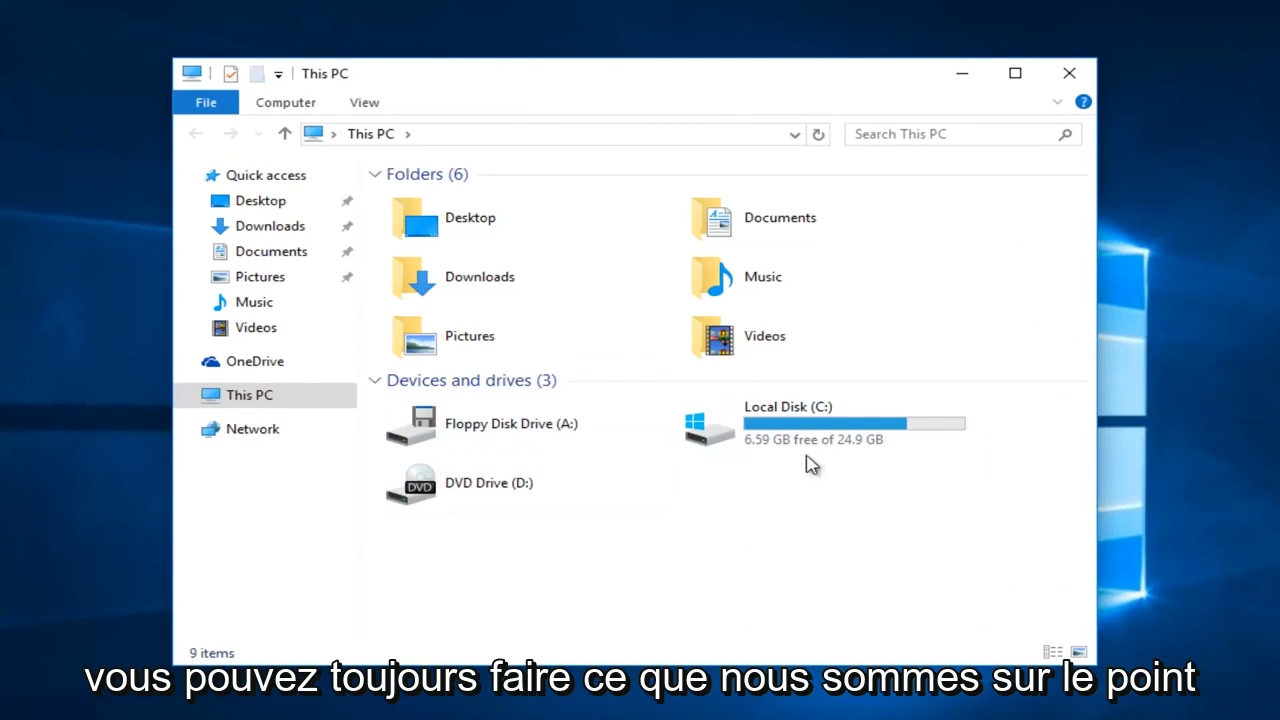 This PC
File Computer View
This PC
Search This PC
Quick access
Desktop
Downloads
Documents
Pictures
Music
Videos
OneDrive
This PC
Network
Folders (6)
Desktop
Documents
Downloads
Music
Pictures
Videos
Devices and drives (3)
Floppy Disk Drive (A:)
Local Disk (C:)
6.59 GB free of 24.9 GB
DVD Drive (D:)
DVD
9 items
vous pouvez toujours faire ce que nous sommes sur le point